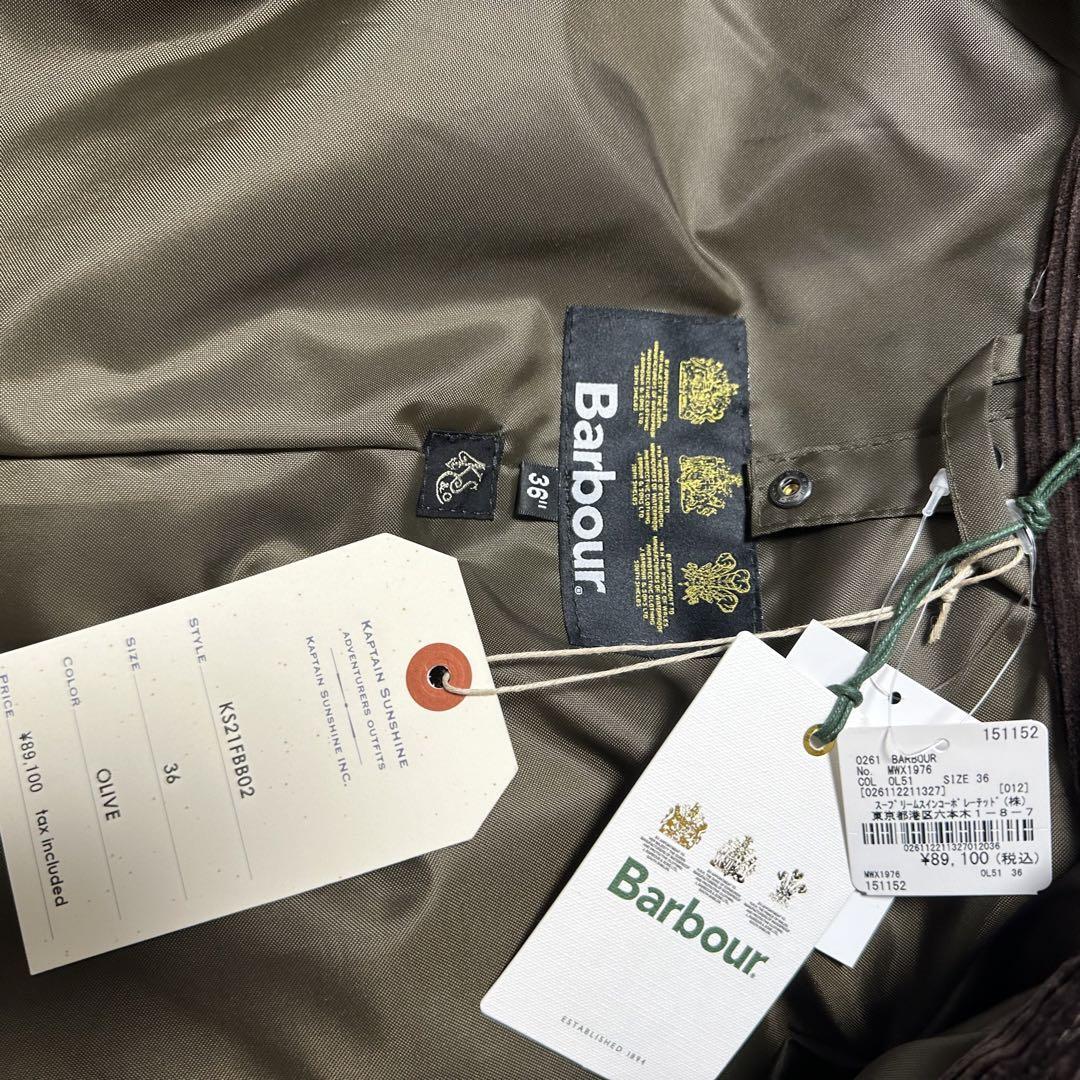 KAPTAIN SUNSHINE
ADVENTURERS OUTFITS
KAPTAIN SUNSHINE INC.
STYLE KS21FBB02
SIZE 36
COLOR OLIVE
PRICE ¥89,100 tax included
KS
&CO
36"
Barbour®
Barbour.
ESTABLISHED 1894
151152
0261 BARBOUR
No. MWX1976
COL OL51 SIZE 36
[026112211327] [012]
スープリームスインコーポレーテッド(株)
東京都港区六本木1-8-7
026112211327012036
¥89,100(税込)
MWX1976 OL51 36
151152